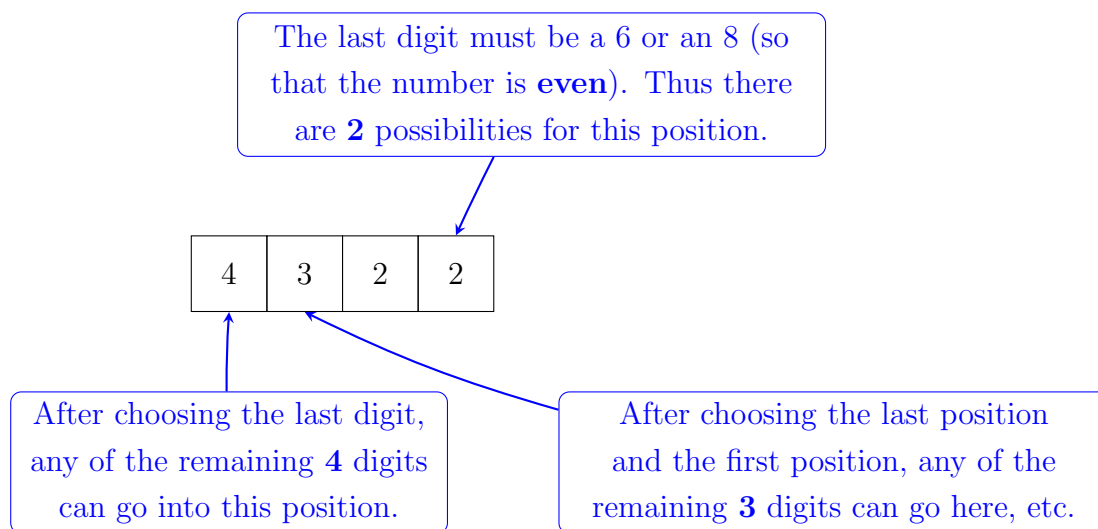 The last digit must be a 6 or an 8 (so
that the number is even). Thus there
are 2 possibilities for this position.
4 3 2 2
After choosing the last digit,
any of the remaining 4 digits
can go into this position.
After choosing the last position
and the first position, any of the
remaining 3 digits can go here, etc.